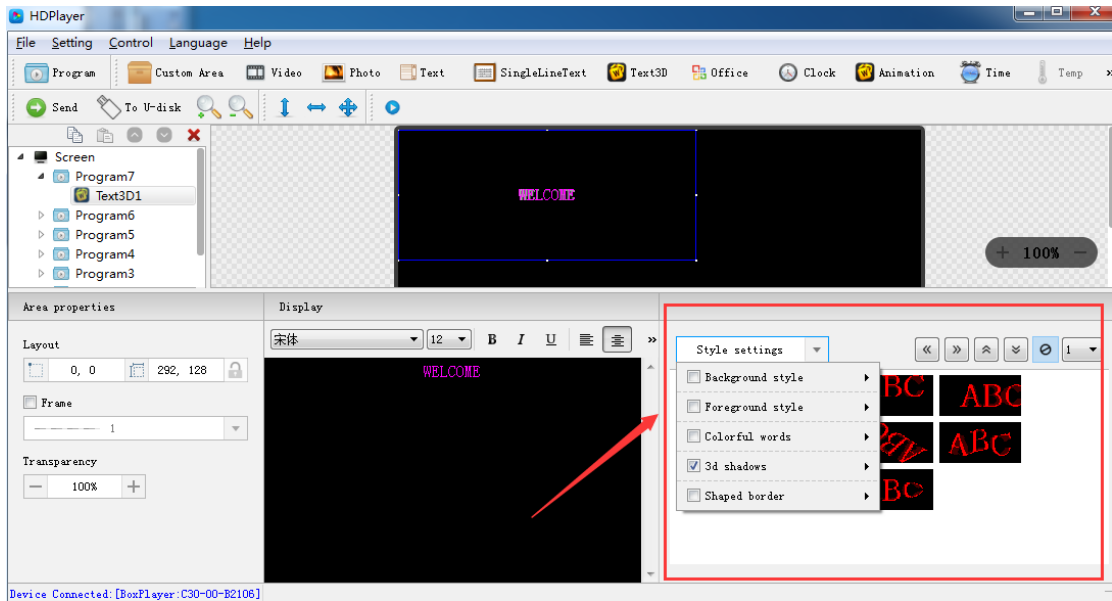 HDPlayer
File Setting Control Language Help
Program Custom Area Video Photo Text SingleLineText Text3D Office Clock Animation Time Temp »
Send To U-disk
Screen
Program7
Text3D1
Program6
Program5
Program4
Program3
WELCOME
+ 100% −
Area properties
Layout
0, 0 292, 128
Frame
1
Transparency
— 100% +
Display
宋体 12 B I U »
WELCOME
Style settings
1
Background style
Foreground style
Colorful words
3d shadows
Shaped border
BC ABC
ABC
BC
Device Connected:[BoxPlayer:C30-00-B2106]